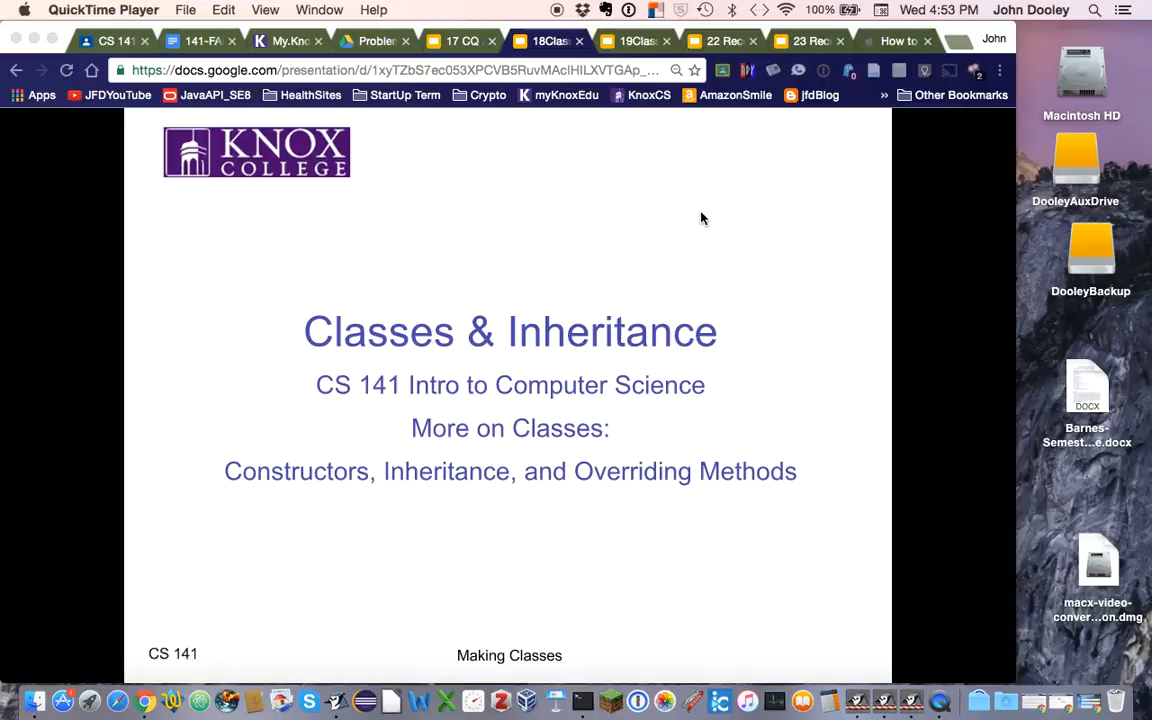 QuickTime Player File Edit View Window Help 100% Wed 4:53 PM John Dooley
CS 141 141-FA My.Kno Problem 17 CQ 18Class 19Class 22 Rec 23 Rec How to John
https://docs.google.com/presentation/d/1xyTZbS7ec053XPCVB5RuvMAclHlLXVTGAp_...
Apps JFDYouTube JavaAPI_SE8 HealthSites StartUp Term Crypto myKnoxEdu KnoxCS AmazonSmile jfdBlog » Other Bookmarks
KNOX
COLLEGE
Classes & Inheritance
CS 141 Intro to Computer Science
More on Classes:
Constructors, Inheritance, and Overriding Methods
CS 141
Making Classes
Macintosh HD
DooleyAuxDrive
DooleyBackup
DOCX
Barnes-
Semest...e.docx
macx-video-
conver...on.dmg